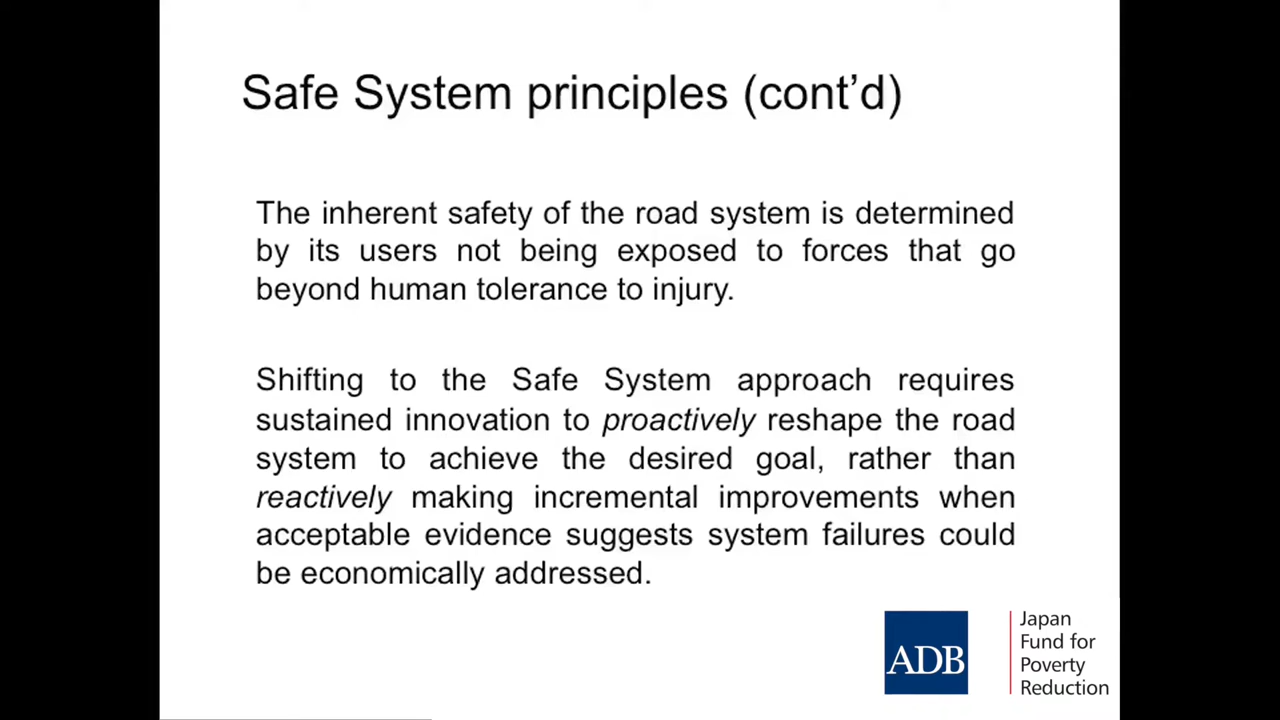 Safe System principles (cont’d)
The inherent safety of the road system is determined
by its users not being exposed to forces that go
beyond human tolerance to injury.
Shifting to the Safe System approach requires
sustained innovation to proactively reshape the road
system to achieve the desired goal, rather than
reactively making incremental improvements when
acceptable evidence suggests system failures could
be economically addressed.
ADB
Japan
Fund for
Poverty
Reduction